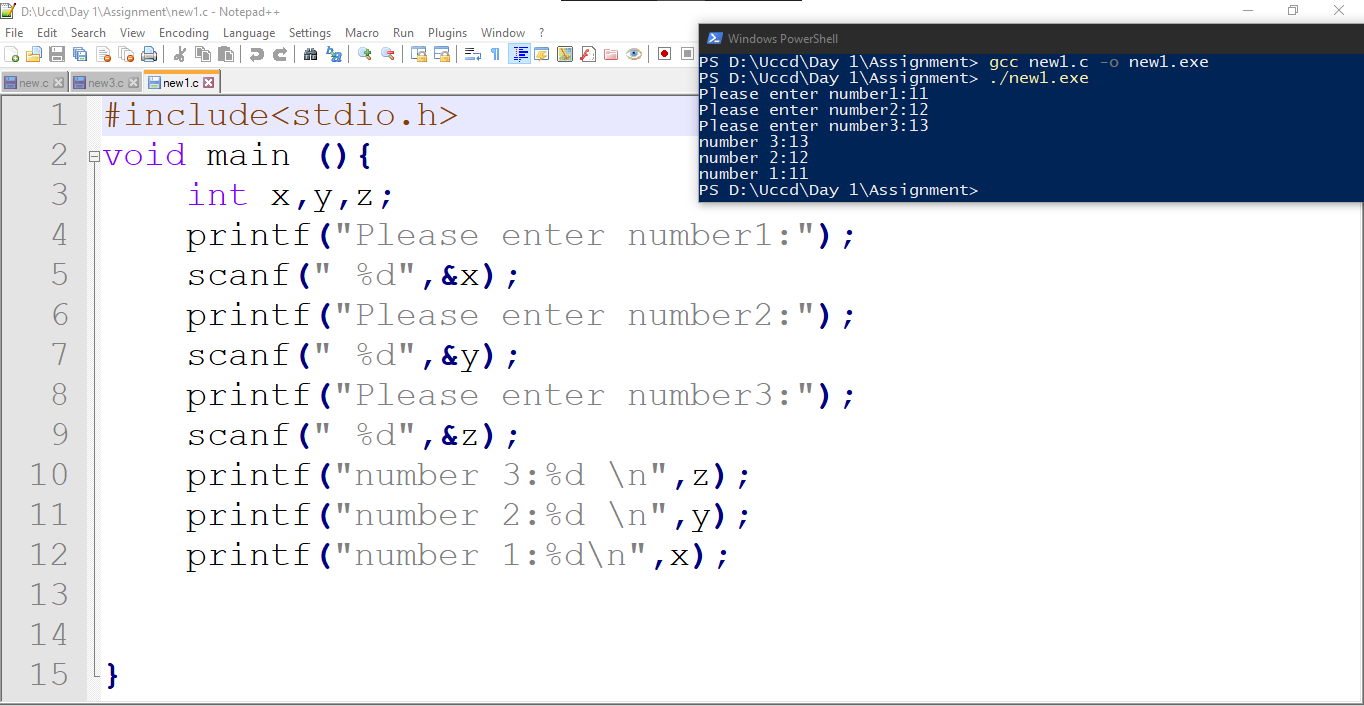 D:\Uccd\Day 1\Assignment\new1.c - Notepad++
File Edit Search View Encoding Language Settings Macro Run Plugins Window ?
new.c new3.c new1.c
1 #include<stdio.h>
2 void main (){
3 int x,y,z;
4 printf("Please enter number1:");
5 scanf(" %d",&x);
6 printf("Please enter number2:");
7 scanf(" %d",&y);
8 printf("Please enter number3:");
9 scanf(" %d",&z);
10 printf("number 3:%d \n",z);
11 printf("number 2:%d \n",y);
12 printf("number 1:%d\n",x);
13
14
15 }
Windows PowerShell
PS D:\Uccd\Day 1\Assignment> gcc new1.c -o new1.exe
PS D:\Uccd\Day 1\Assignment> ./new1.exe
Please enter number1:11
Please enter number2:12
Please enter number3:13
number 3:13
number 2:12
number 1:11
PS D:\Uccd\Day 1\Assignment>